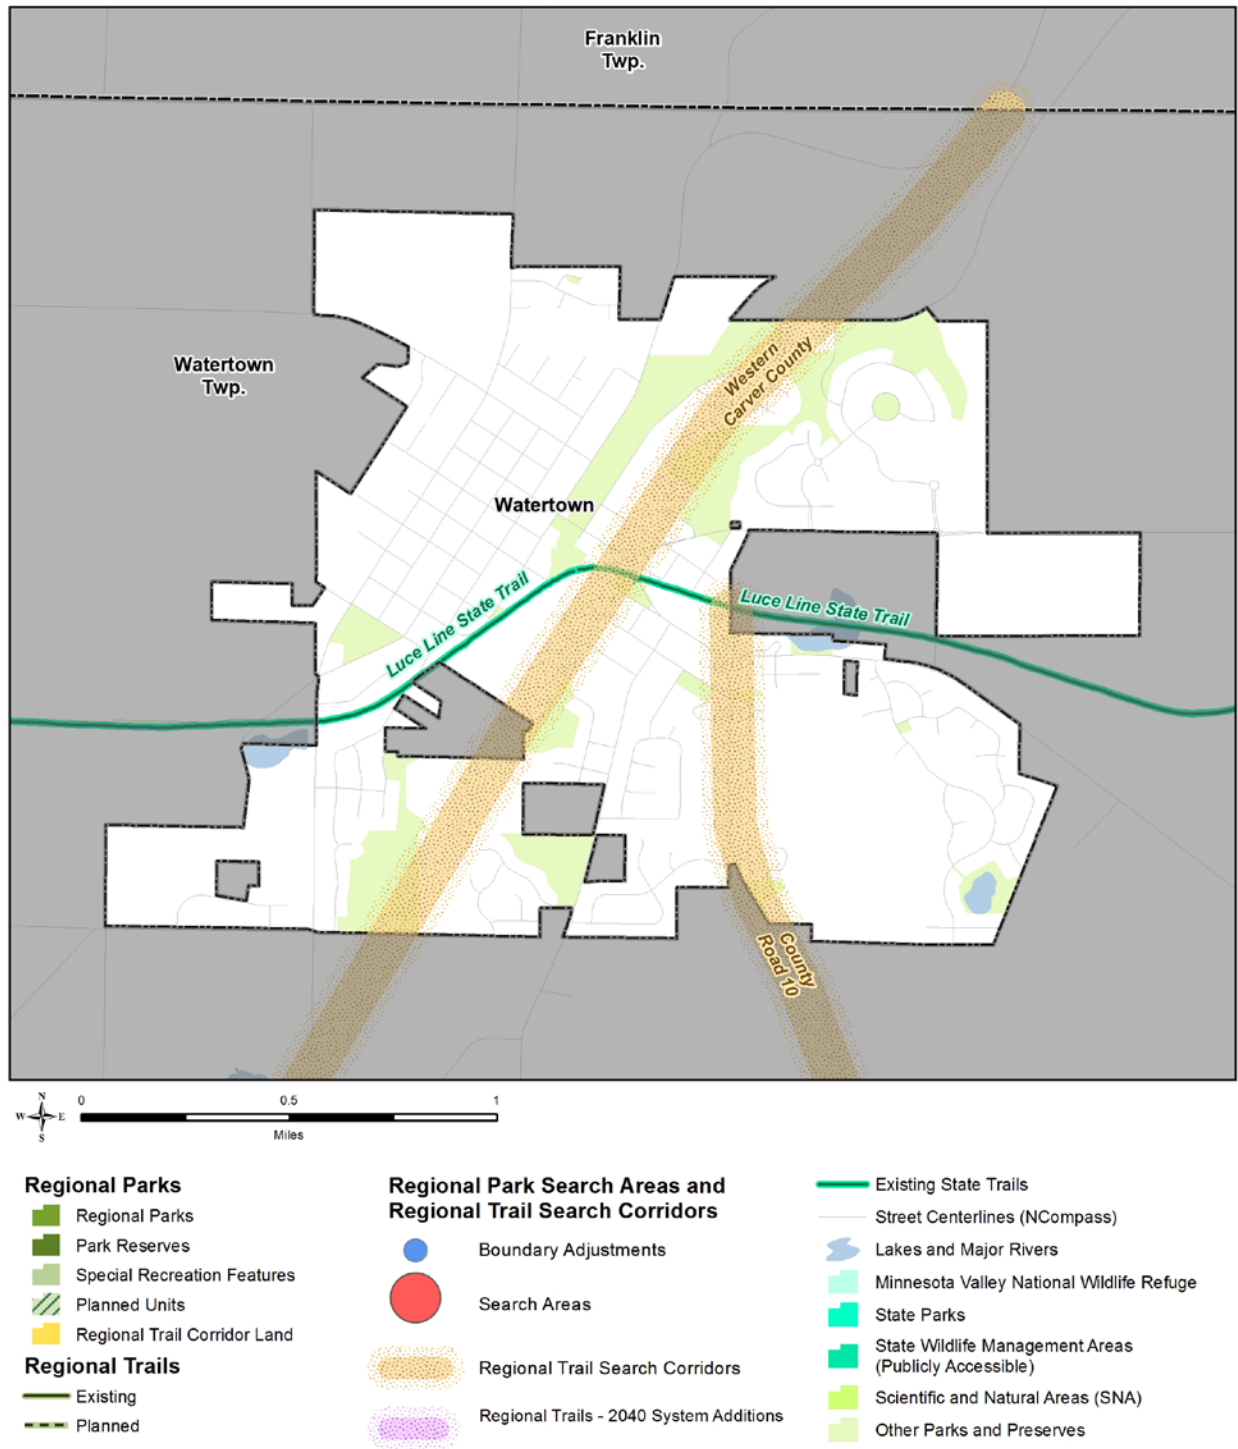 Franklin
Twp.
Watertown
Twp.
Western
Carver County
Watertown
Luce Line State Trail
Luce Line State Trail
County
Road 10
N
W
E
S
0
0.5
1
Miles
Regional Parks
Regional Parks
Park Reserves
Special Recreation Features
Planned Units
Regional Trail Corridor Land
Regional Trails
Existing
Planned
Regional Park Search Areas and
Regional Trail Search Corridors
Boundary Adjustments
Search Areas
Regional Trail Search Corridors
Regional Trails - 2040 System Additions
Existing State Trails
Street Centerlines (NCompass)
Lakes and Major Rivers
Minnesota Valley National Wildlife Refuge
State Parks
State Wildlife Management Areas
(Publicly Accessible)
Scientific and Natural Areas (SNA)
Other Parks and Preserves